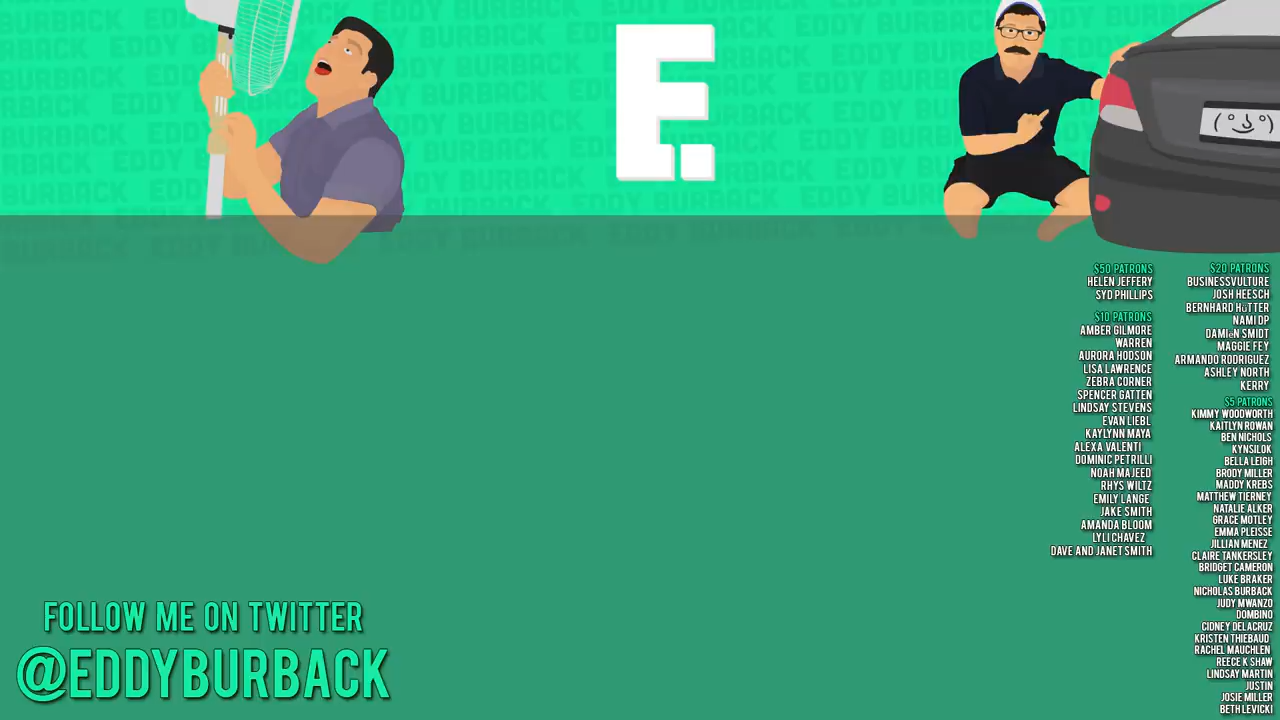 EDDY BURBACK
E.
( ͡° ͜ʖ ͡°)
$50 PATRONS
HELEN JEFFERY
SYD PHILLIPS
$10 PATRONS
AMBER GILMORE
WARREN
AURORA HODSON
LISA LAWRENCE
ZEBRA CORNER
SPENCER GATTEN
LINDSAY STEVENS
EVAN LIEBL
KAYLYNN MAYA
ALEXA VALENTI
DOMINIC PETRILLI
NOAH MAJEED
RHYS WILTZ
EMILY LANGE
JAKE SMITH
AMANDA BLOOM
LYLI CHAVEZ
DAVE AND JANET SMITH
$20 PATRONS
BUSINESSVULTURE
JOSH HEESCH
BERNHARD HüTTER
NAMI DP
DAMIeN SMIDT
MAGGIE FEY
ARMANDO RODRIGUEZ
ASHLEY NORTH
KERRY
$5 PATRONS
KIMMY WOODWORTH
KAITLYN ROWAN
BEN NICHOLS
KYNSILOK
BELLA LEIGH
BRODY MILLER
MADDY KREBS
MATTHEW TIERNEY
NATALIE ALKER
GRACE MOTLEY
EMMA PLEISSE
JILLIAN MENEZ
CLAIRE TANKERSLEY
BRIDGET CAMERON
LUKE BRAKER
NICHOLAS BURBACK
JUDY MWANZO
DOMBINO
CIDNEY DELACRUZ
KRISTEN THIEBAUD
RACHEL MAUCHLEN
REECE K SHAW
LINDSAY MARTIN
JUSTIN
JOSIE MILLER
BETH LEVICKI
FOLLOW ME ON TWITTER
@EDDYBURBACK